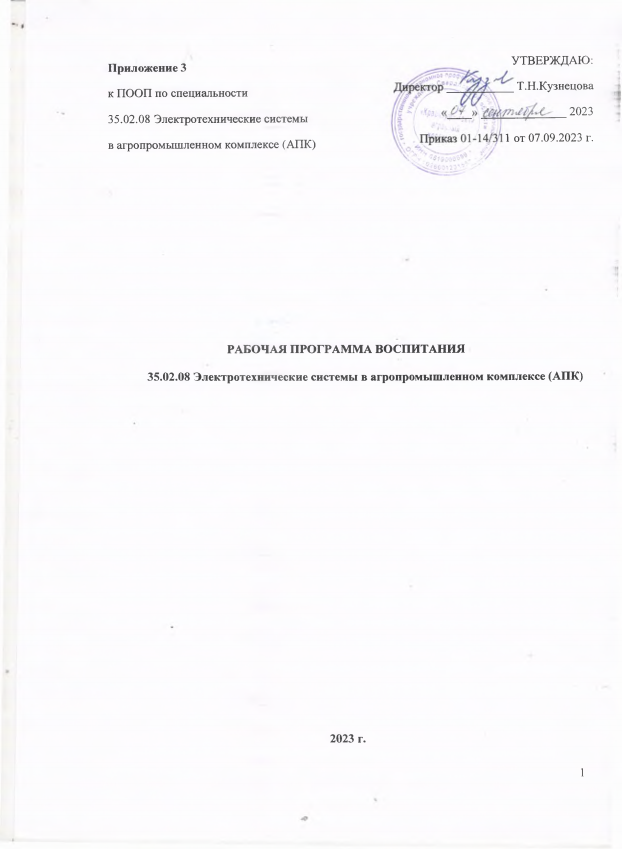 Приложение 3
к ПООП по специальности
35.02.08 Электротехнические системы
в агропромышленном комплексе (АПК)
УТВЕРЖДАЮ:
Директор Т.Н.Кузнецова
«07» сентября 2023
Приказ 01-14/311 от 07.09.2023 г.
РАБОЧАЯ ПРОГРАММА ВОСПИТАНИЯ
35.02.08 Электротехнические системы в агропромышленном комплексе (АПК)
2023 г.
1